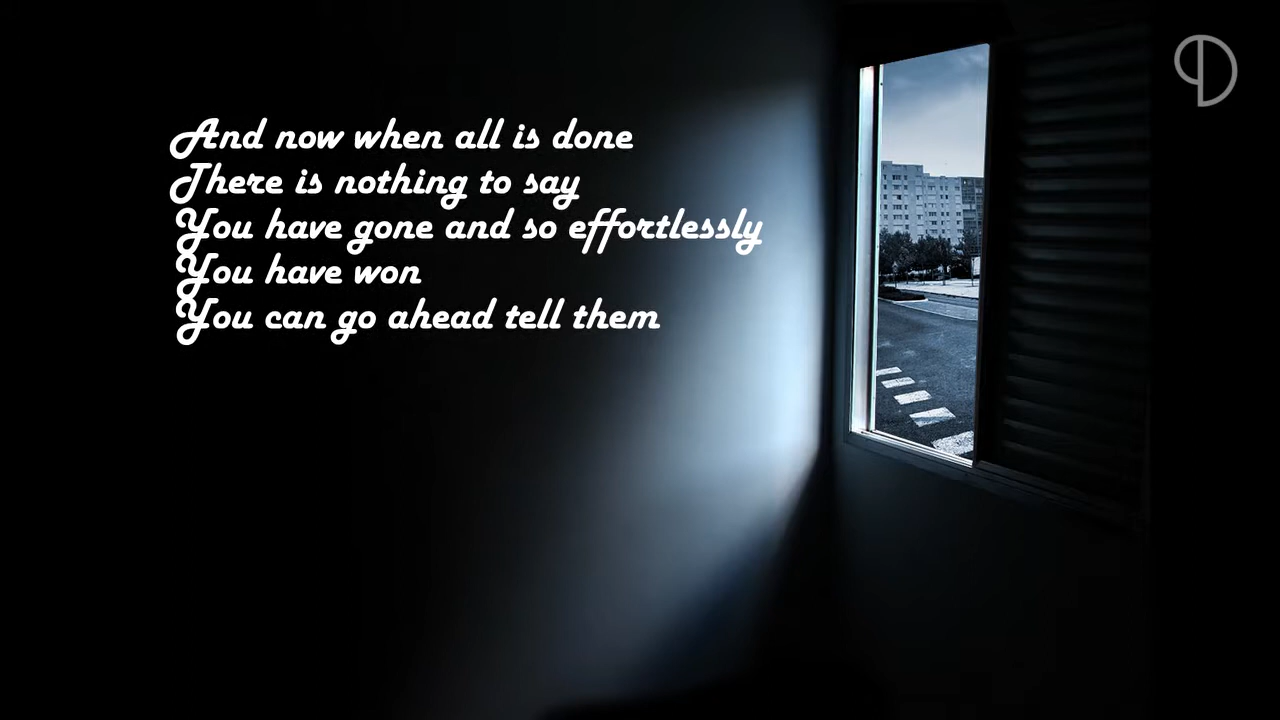 And now when all is done
There is nothing to say
You have gone and so effortlessly
You have won
You can go ahead tell them